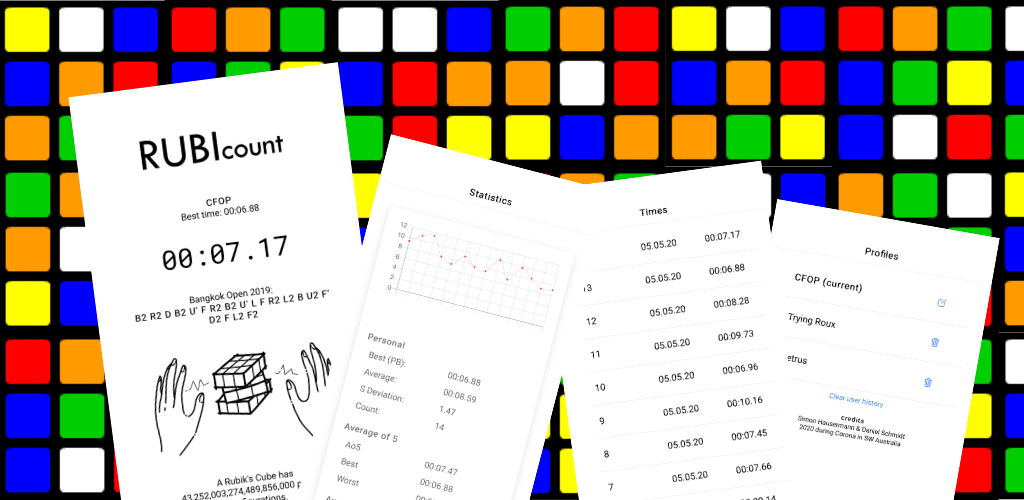 RUBIcount
CFOP
Best time: 00:06.88
00:07.17
Bangkok Open 2019:
B2 R2 D B2 U' F R2 B2 U' L F R2 L2 B U2 F'
D2 F L2 F2
A Rubik's Cube has
43,252,003,274,489,856,000
Statistics
12
10
8
6
4
2
0
Personal
Best (PB): 00:06.88
Average: 00:08.59
S Deviation: 1.47
Count: 14
Average of 5
Ao5 00:07.47
Best 00:06.88
Worst
Times
05.05.20 00:07.17
05.05.20 00:06.88
12 05.05.20 00:08.28
11 05.05.20 00:09.73
10 05.05.20 00:06.96
9 05.05.20 00:10.16
8 05.05.20 00:07.45
7 05.05.20 00:07.66
Profiles
CFOP (current)
Trying Roux
etrus
Clear user history
credits
Simon Hausermann & Daniel Schmidt
2020 during Corona in SW Australia